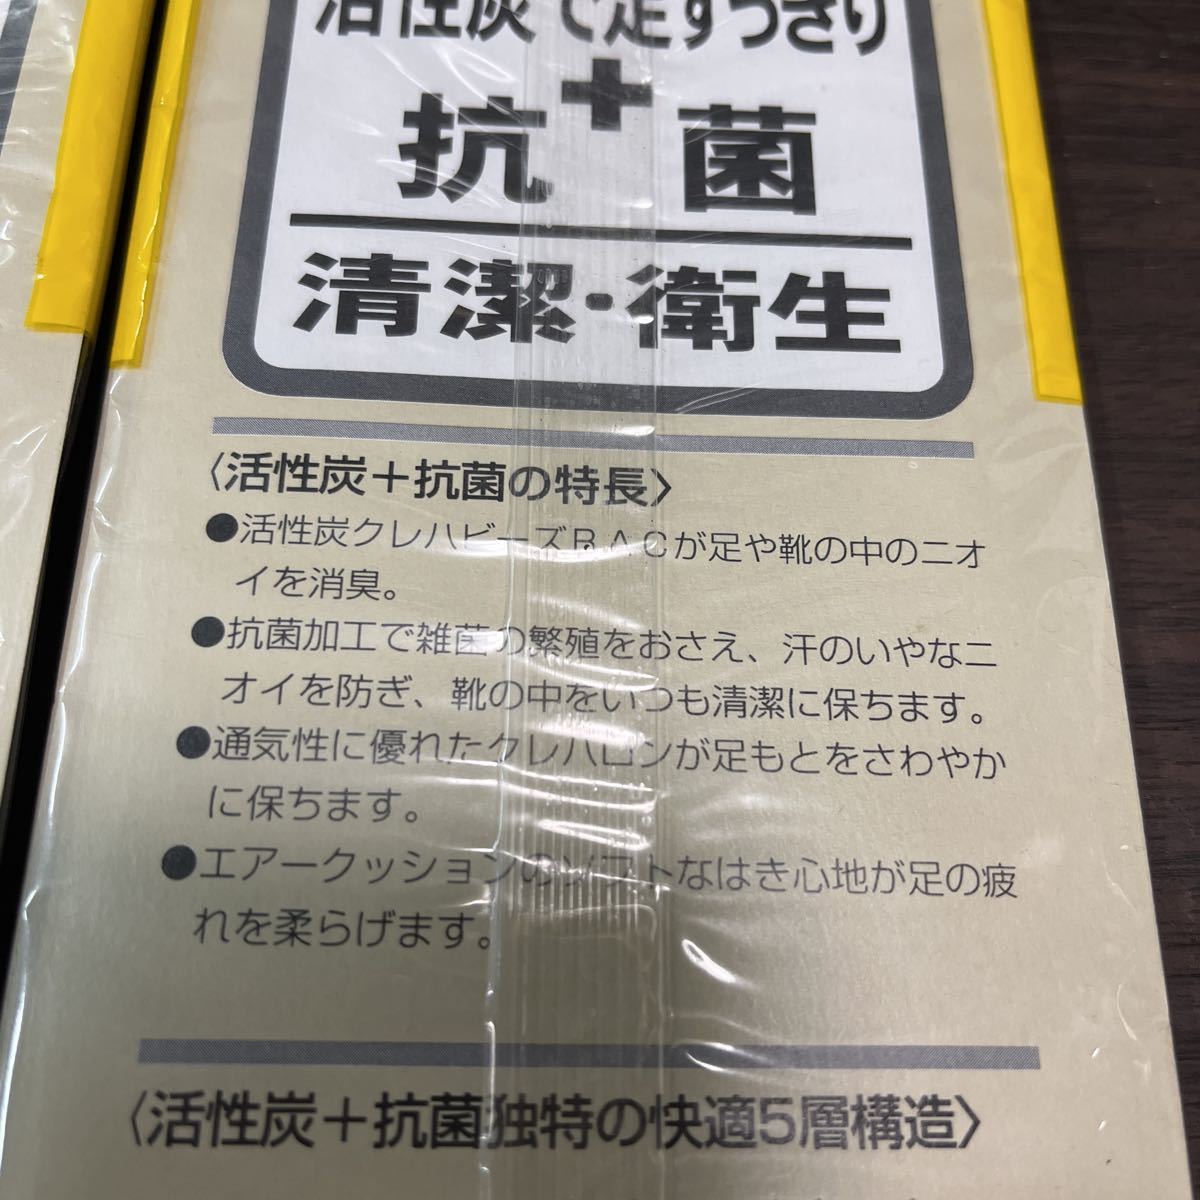 活性炭で足すっきり
+
抗菌
清潔・衛生
〈活性炭＋抗菌の特長〉
●活性炭クレハビーズＢＡＣが足や靴の中のニオ
イを消臭。
●抗菌加工で雑菌の繁殖をおさえ、汗のいやなニ
オイを防ぎ、靴の中をいつも清潔に保ちます。
●通気性に優れたクレハロンが足もとをさわやか
に保ちます。
●エアークッションのソフトなはき心地が足の疲
れを柔らげます。
〈活性炭＋抗菌独特の快適5層構造〉